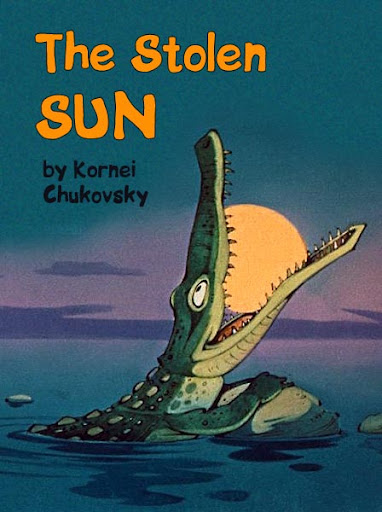 The Stolen
SUN
by Kornei
Chukovsky